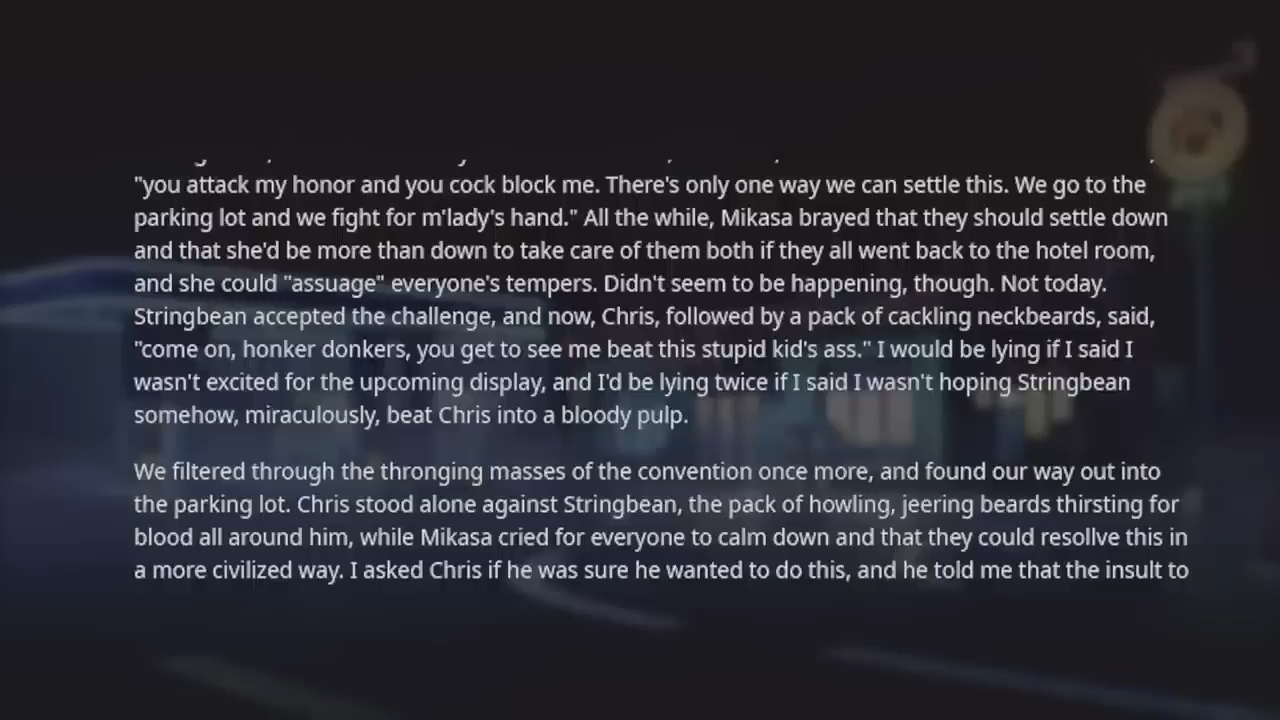 "you attack my honor and you cock block me. There's only one way we can settle this. We go to the
parking lot and we fight for m'lady's hand." All the while, Mikasa brayed that they should settle down
and that she'd be more than down to take care of them both if they all went back to the hotel room,
and she could "assuage" everyone's tempers. Didn't seem to be happening, though. Not today.
Stringbean accepted the challenge, and now, Chris, followed by a pack of cackling neckbeards, said,
"come on, honker donkers, you get to see me beat this stupid kid's ass." I would be lying if I said I
wasn't excited for the upcoming display, and I'd be lying twice if I said I wasn't hoping Stringbean
somehow, miraculously, beat Chris into a bloody pulp.
We filtered through the thronging masses of the convention once more, and found our way out into
the parking lot. Chris stood alone against Stringbean, the pack of howling, jeering beards thirsting for
blood all around him, while Mikasa cried for everyone to calm down and that they could resollve this in
a more civilized way. I asked Chris if he was sure he wanted to do this, and he told me that the insult to